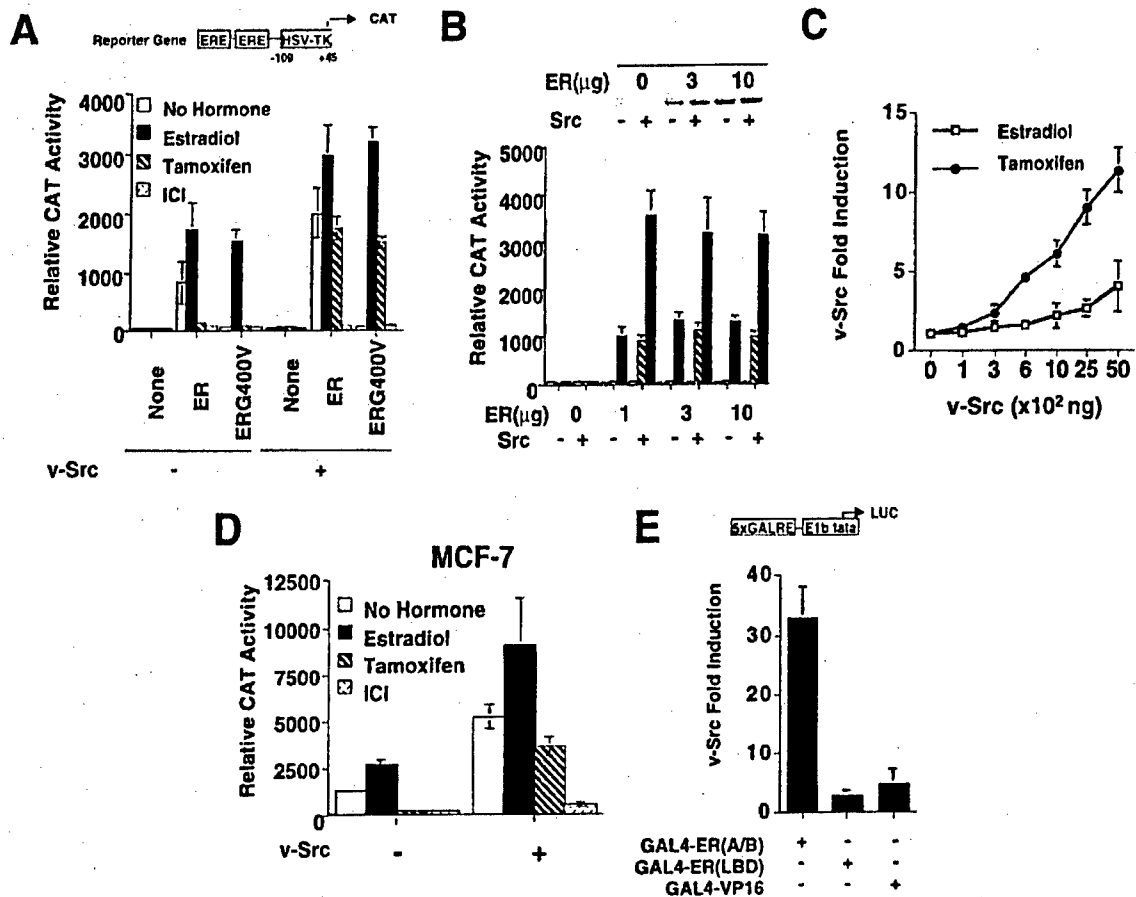 A
Reporter Gene ERE ERE HSV-TK CAT
-109 +45
Relative CAT Activity
4000
3000
2000
1000
0
No Hormone
Estradiol
Tamoxifen
ICI
None ER ERG400V None ER ERG400V
v-Src - +
B
ER(µg) 0 3 10
Src - + - + - +
Relative CAT Activity
5000
4000
3000
2000
1000
0
ER(µg) 0 1 3 10
Src - + - + - + - +
C
v-Src Fold Induction
15
10
5
0
Estradiol
Tamoxifen
0 1 3 6 10 25 50
v-Src (x10² ng)
D
MCF-7
Relative CAT Activity
12500
10000
7500
5000
2500
0
No Hormone
Estradiol
Tamoxifen
ICI
v-Src - +
E
5xGALRE E1b tata LUC
v-Src Fold Induction
40
30
40
10
0
GAL4-ER(A/B) + - -
GAL4-ER(LBD) - + -
GAL4-VP16 - - +